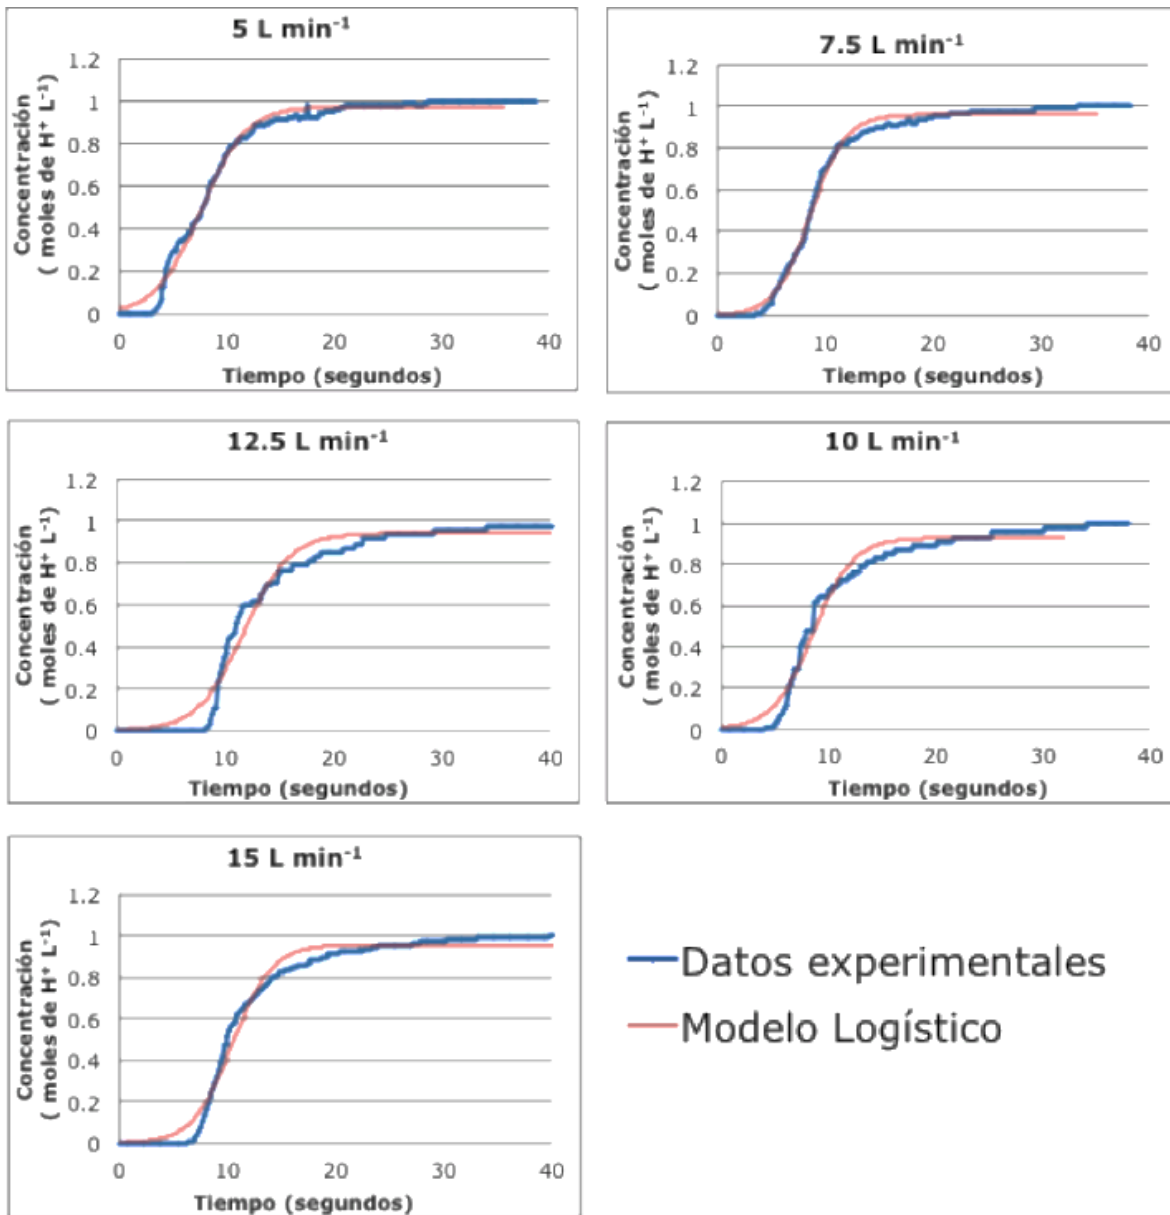 5 L min⁻¹
Concentración
( moles de H⁺ L⁻¹)
1.2
1
0.8
0.6
0.4
0.2
0
0 10 20 30 40
Tiempo (segundos)
7.5 L min⁻¹
Concentración
( moles de H⁺ L⁻¹)
1.2
1
0.8
0.6
0.4
0.2
0
0 10 20 30 40
Tiempo (segundos)
12.5 L min⁻¹
Concentración
( moles de H⁺ L⁻¹)
1.2
1
0.8
0.6
0.4
0.2
0
0 10 20 30 40
Tiempo (segundos)
10 L min⁻¹
Concentración
( moles de H⁺ L⁻¹)
1.2
1
0.8
0.6
0.4
0.2
0
0 10 20 30 40
Tiempo (segundos)
15 L min⁻¹
Concentración
( moles de H⁺ L⁻¹)
1.2
1
0.8
0.6
0.4
0.2
0
0 10 20 30 40
Tiempo (segundos)
Datos experimentales
Modelo Logístico